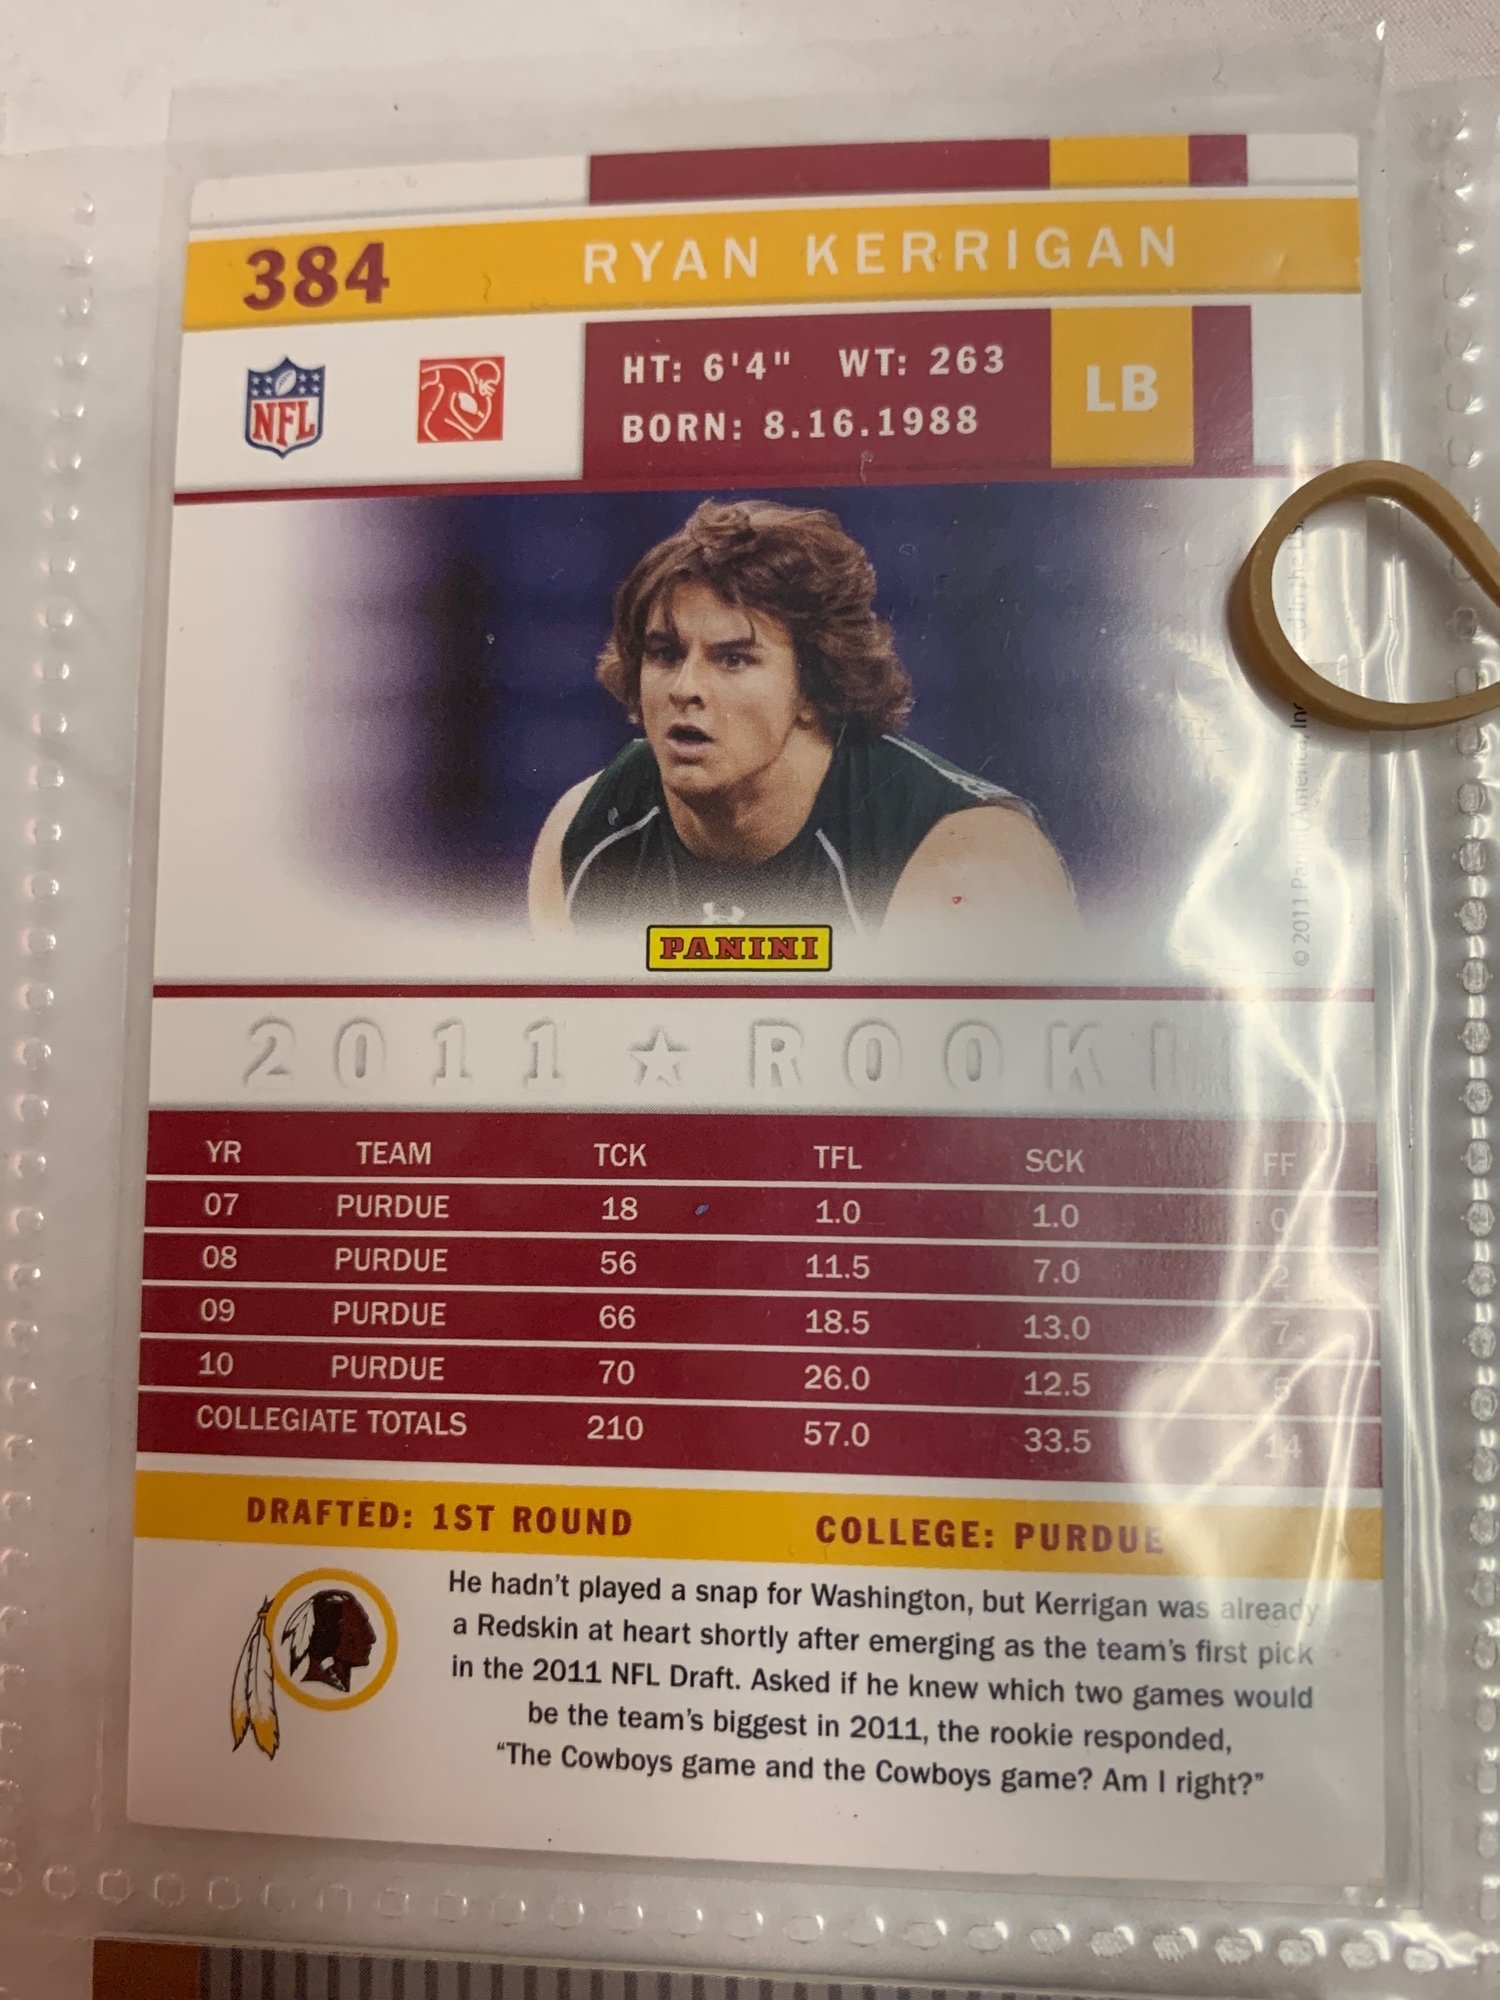 384 RYAN KERRIGAN
NFL
HT: 6'4" WT: 263
BORN: 8.16.1988
LB
PANINI
© 2011 Panini America, Inc
2011 ★ ROOKI
YR TEAM TCK TFL SCK FF
07 PURDUE 18 1.0 1.0 0
08 PURDUE 56 11.5 7.0 2
09 PURDUE 66 18.5 13.0 7
10 PURDUE 70 26.0 12.5 5
COLLEGIATE TOTALS 210 57.0 33.5 14
DRAFTED: 1ST ROUND COLLEGE: PURDUE
He hadn't played a snap for Washington, but Kerrigan was already
a Redskin at heart shortly after emerging as the team's first pick
in the 2011 NFL Draft. Asked if he knew which two games would
be the team's biggest in 2011, the rookie responded,
“The Cowboys game and the Cowboys game? Am I right?”